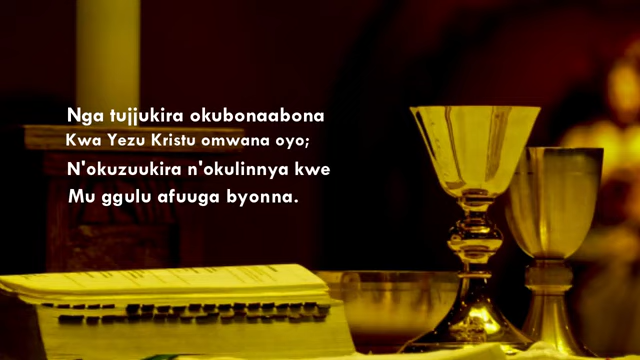 Nga tujjukira okubonaabona
Kwa Yezu Kristu omwana oyo;
N'okuzuukira n'okulinnya kwe
Mu ggulu afuuga byonna.